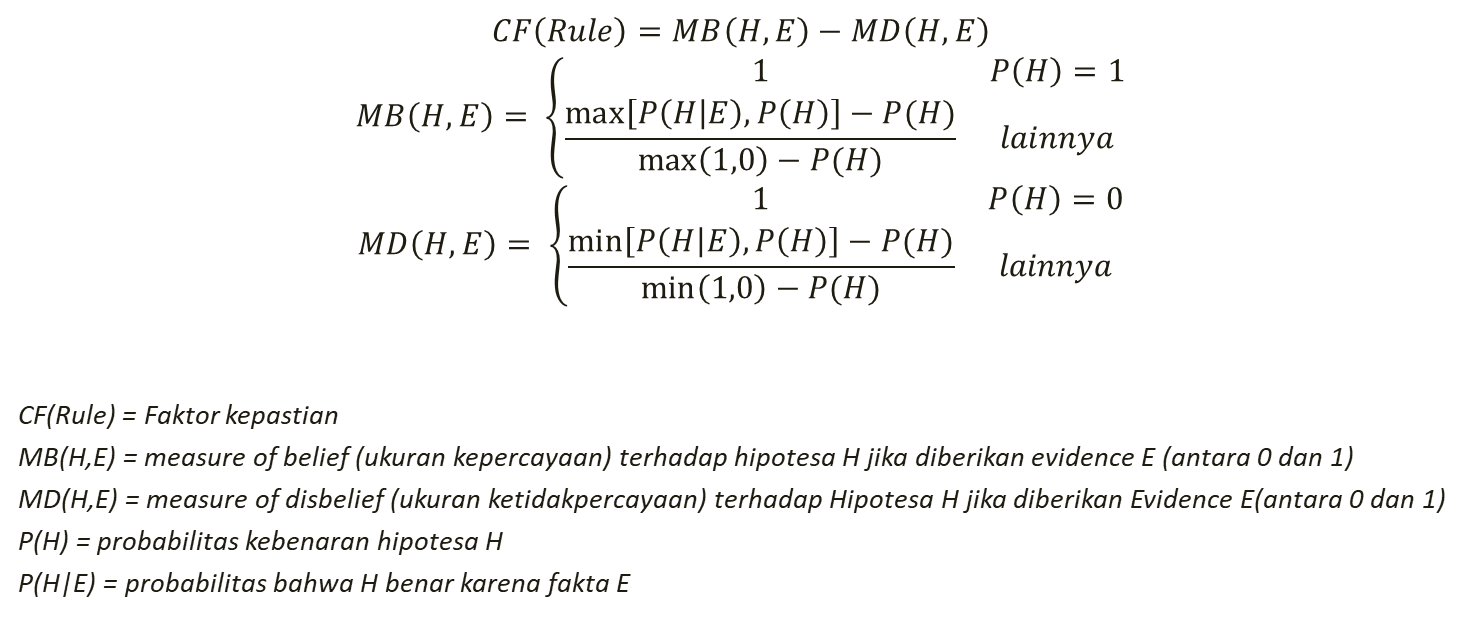 CF(Rule) = MB(H, E) − MD(H, E)
MB(H, E) = { 1 P(H) = 1
max[P(H|E), P(H)] − P(H)
max(1,0) − P(H)
lainnya
MD(H, E) = { 1 P(H) = 0
min[P(H|E), P(H)] − P(H)
min(1,0) − P(H)
lainnya
CF(Rule) = Faktor kepastian
MB(H,E) = measure of belief (ukuran kepercayaan) terhadap hipotesa H jika diberikan evidence E (antara 0 dan 1)
MD(H,E) = measure of disbelief (ukuran ketidakpercayaan) terhadap Hipotesa H jika diberikan Evidence E(antara 0 dan 1)
P(H) = probabilitas kebenaran hipotesa H
P(H|E) = probabilitas bahwa H benar karena fakta E